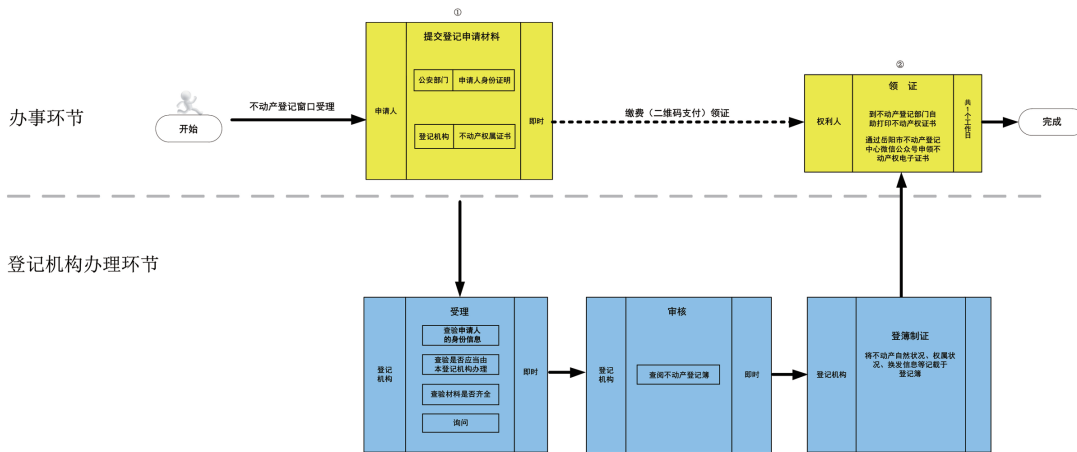 办事环节
开始
不动产登记窗口受理
①
申请人
提交登记申请材料
公安部门
申请人身份证明
登记机构
不动产权属证书
即时
缴费（二维码支付）领证
②
权利人
领 证
到不动产登记部门自
助打印不动产权证书
通过岳阳市不动产登记
中心微信公众号申领不
动产权电子证书
共1个工作日
完成
登记机构办理环节
登记
机构
受理
查验申请人
的身份信息
查验是否应当由
本登记机构办理
查验材料是否齐全
询问
即时
登记
机构
审核
查阅不动产登记簿
即时
登记机构
登簿制证
将不动产自然状况、权属状
况、换发信息等记载于
登记簿